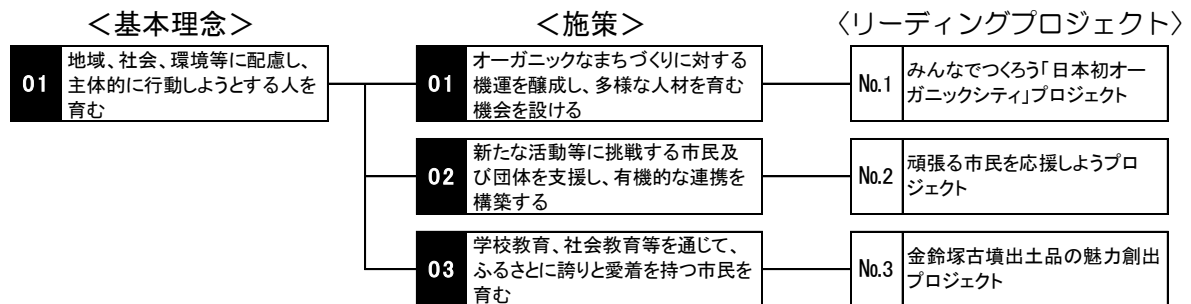 <基本理念>
<施策>
〈リーディングプロジェクト〉
01
地域、社会、環境等に配慮し、
主体的に行動しようとする人を
育む
01
オーガニックなまちづくりに対する
機運を醸成し、多様な人材を育む
機会を設ける
No.1
みんなでつくろう「日本初オー
ガニックシティ」プロジェクト
02
新たな活動等に挑戦する市民及
び団体を支援し、有機的な連携を
構築する
No.2
頑張る市民を応援しようプロ
ジェクト
03
学校教育、社会教育等を通じて、
ふるさとに誇りと愛着を持つ市民を
育む
No.3
金鈴塚古墳出土品の魅力創出
プロジェクト